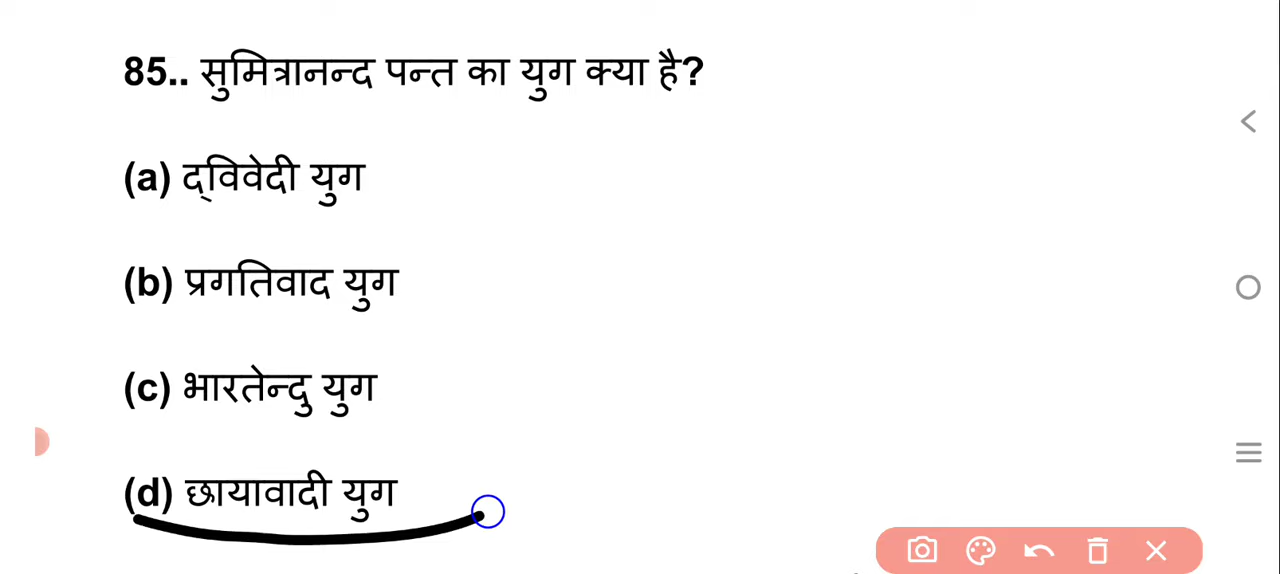 85.. सुमित्रानन्द पन्त का युग क्या है?
(a) द्विवेदी युग
(b) प्रगतिवाद युग
(c) भारतेन्दु युग
(d) छायावादी युग